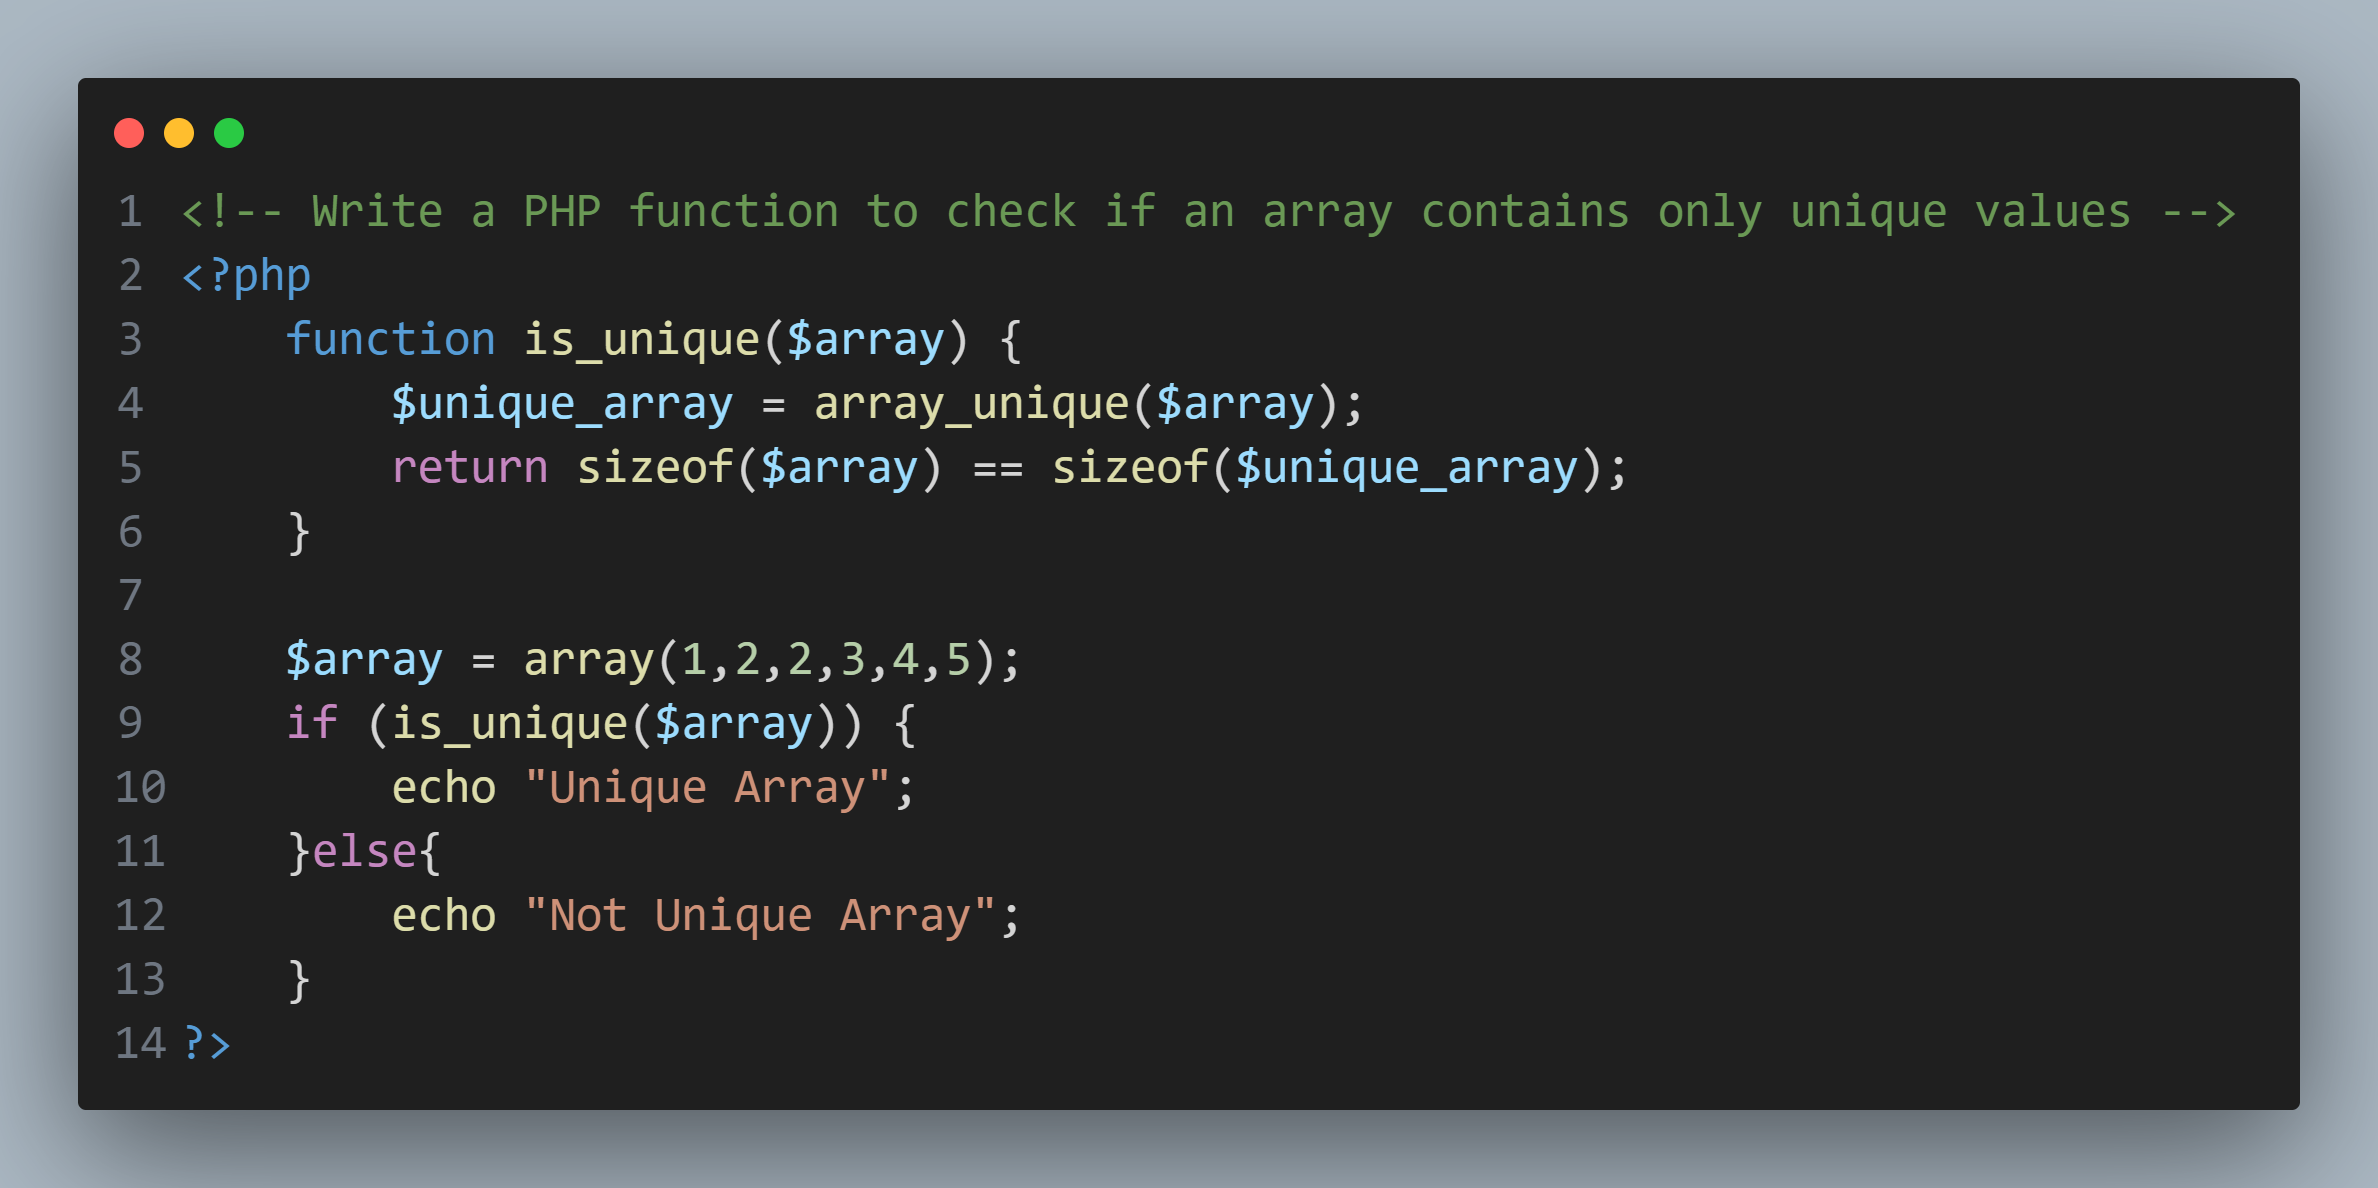 1 <!-- Write a PHP function to check if an array contains only unique values -->
2 <?php
3     function is_unique($array) {
4         $unique_array = array_unique($array);
5         return sizeof($array) == sizeof($unique_array);
6     }
7
8     $array = array(1,2,2,3,4,5);
9     if (is_unique($array)) {
10         echo "Unique Array";
11     }else{
12         echo "Not Unique Array";
13     }
14 ?>